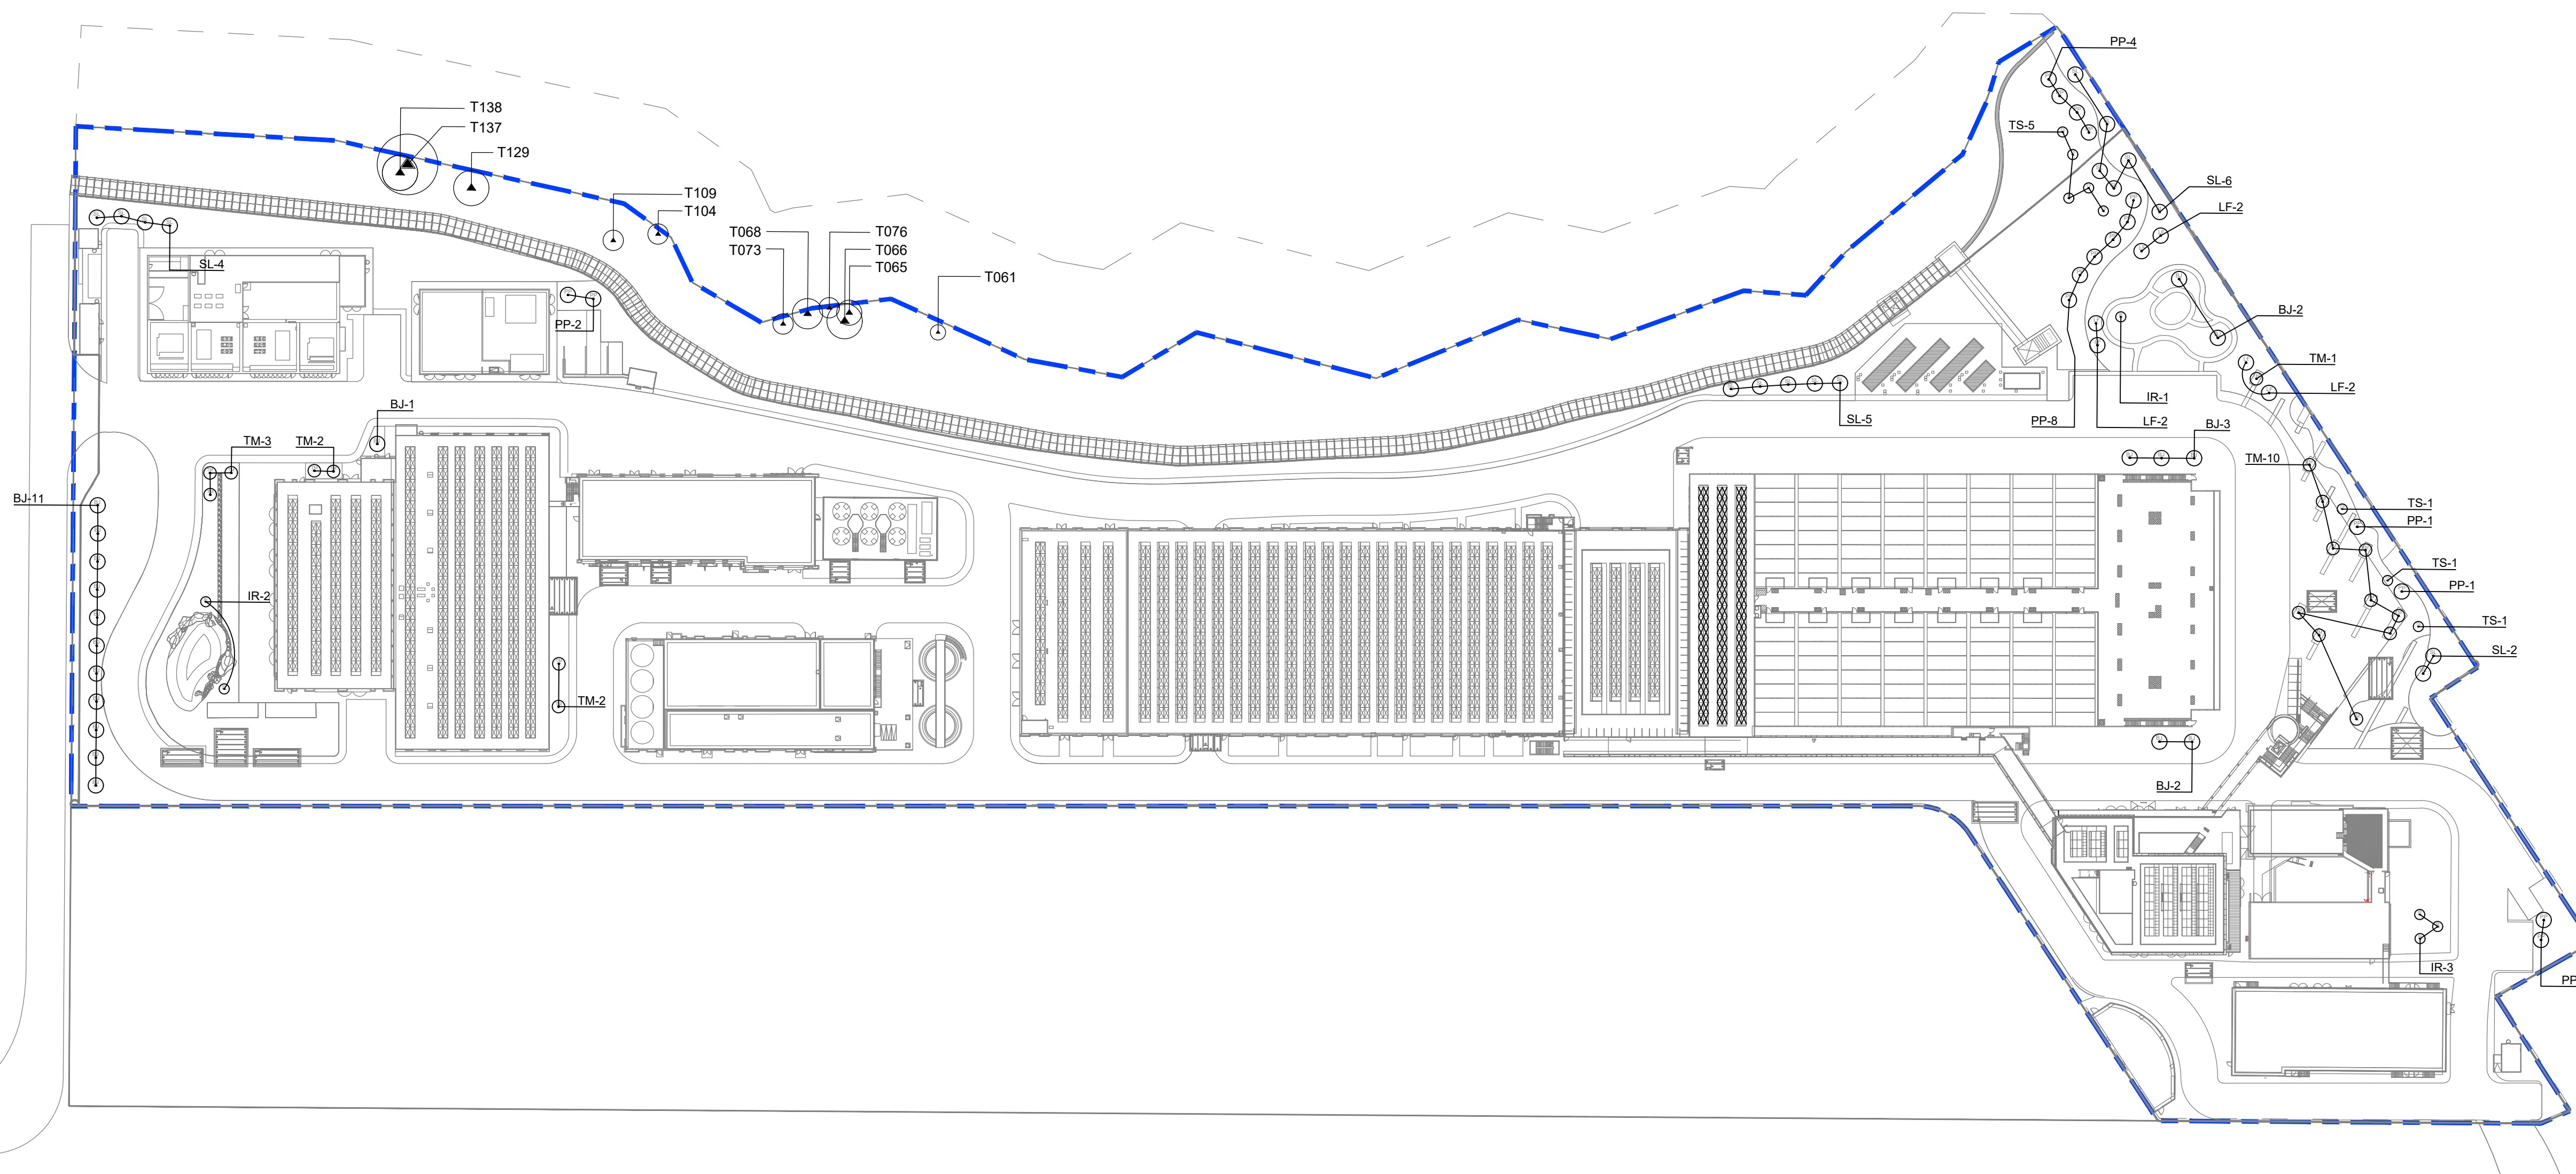 PP-4
T138
T137
TS-5
T129
SL-6
T109
LF-2
T104
T068
T076
T073
T066
SL-4
T065
T061
BJ-2
PP-2
TM-1
LF-2
IR-1
BJ-1
SL-5
PP-8
LF-2
BJ-3
TM-3
TM-2
TM-10
BJ-11
TS-1
PP-1
TS-1
PP-1
IR-2
TS-1
SL-2
TM-2
BJ-2
IR-3
PP